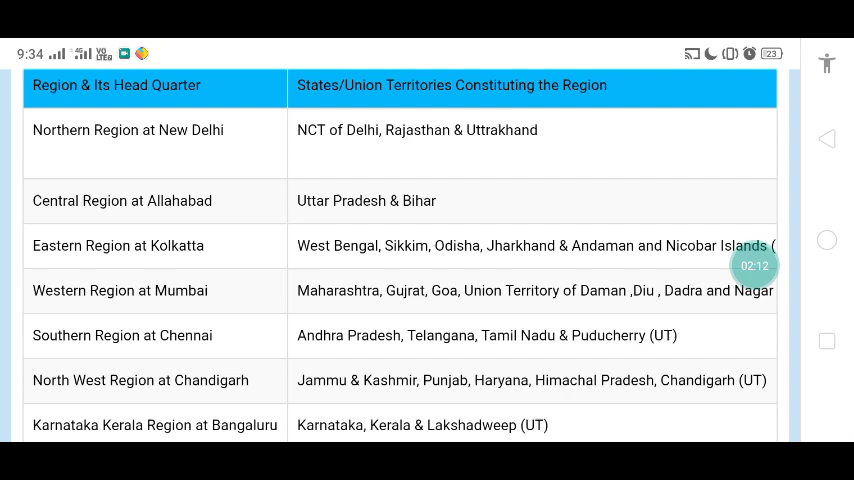 9:34 4G VO LTE 23
Region & Its Head Quarter States/Union Territories Constituting the Region
Northern Region at New Delhi NCT of Delhi, Rajasthan & Uttrakhand
Central Region at Allahabad Uttar Pradesh & Bihar
Eastern Region at Kolkatta West Bengal, Sikkim, Odisha, Jharkhand & Andaman and Nicobar Islands (
02:12
Western Region at Mumbai Maharashtra, Gujrat, Goa, Union Territory of Daman ,Diu , Dadra and Nagar
Southern Region at Chennai Andhra Pradesh, Telangana, Tamil Nadu & Puducherry (UT)
North West Region at Chandigarh Jammu & Kashmir, Punjab, Haryana, Himachal Pradesh, Chandigarh (UT)
Karnataka Kerala Region at Bangaluru Karnataka, Kerala & Lakshadweep (UT)